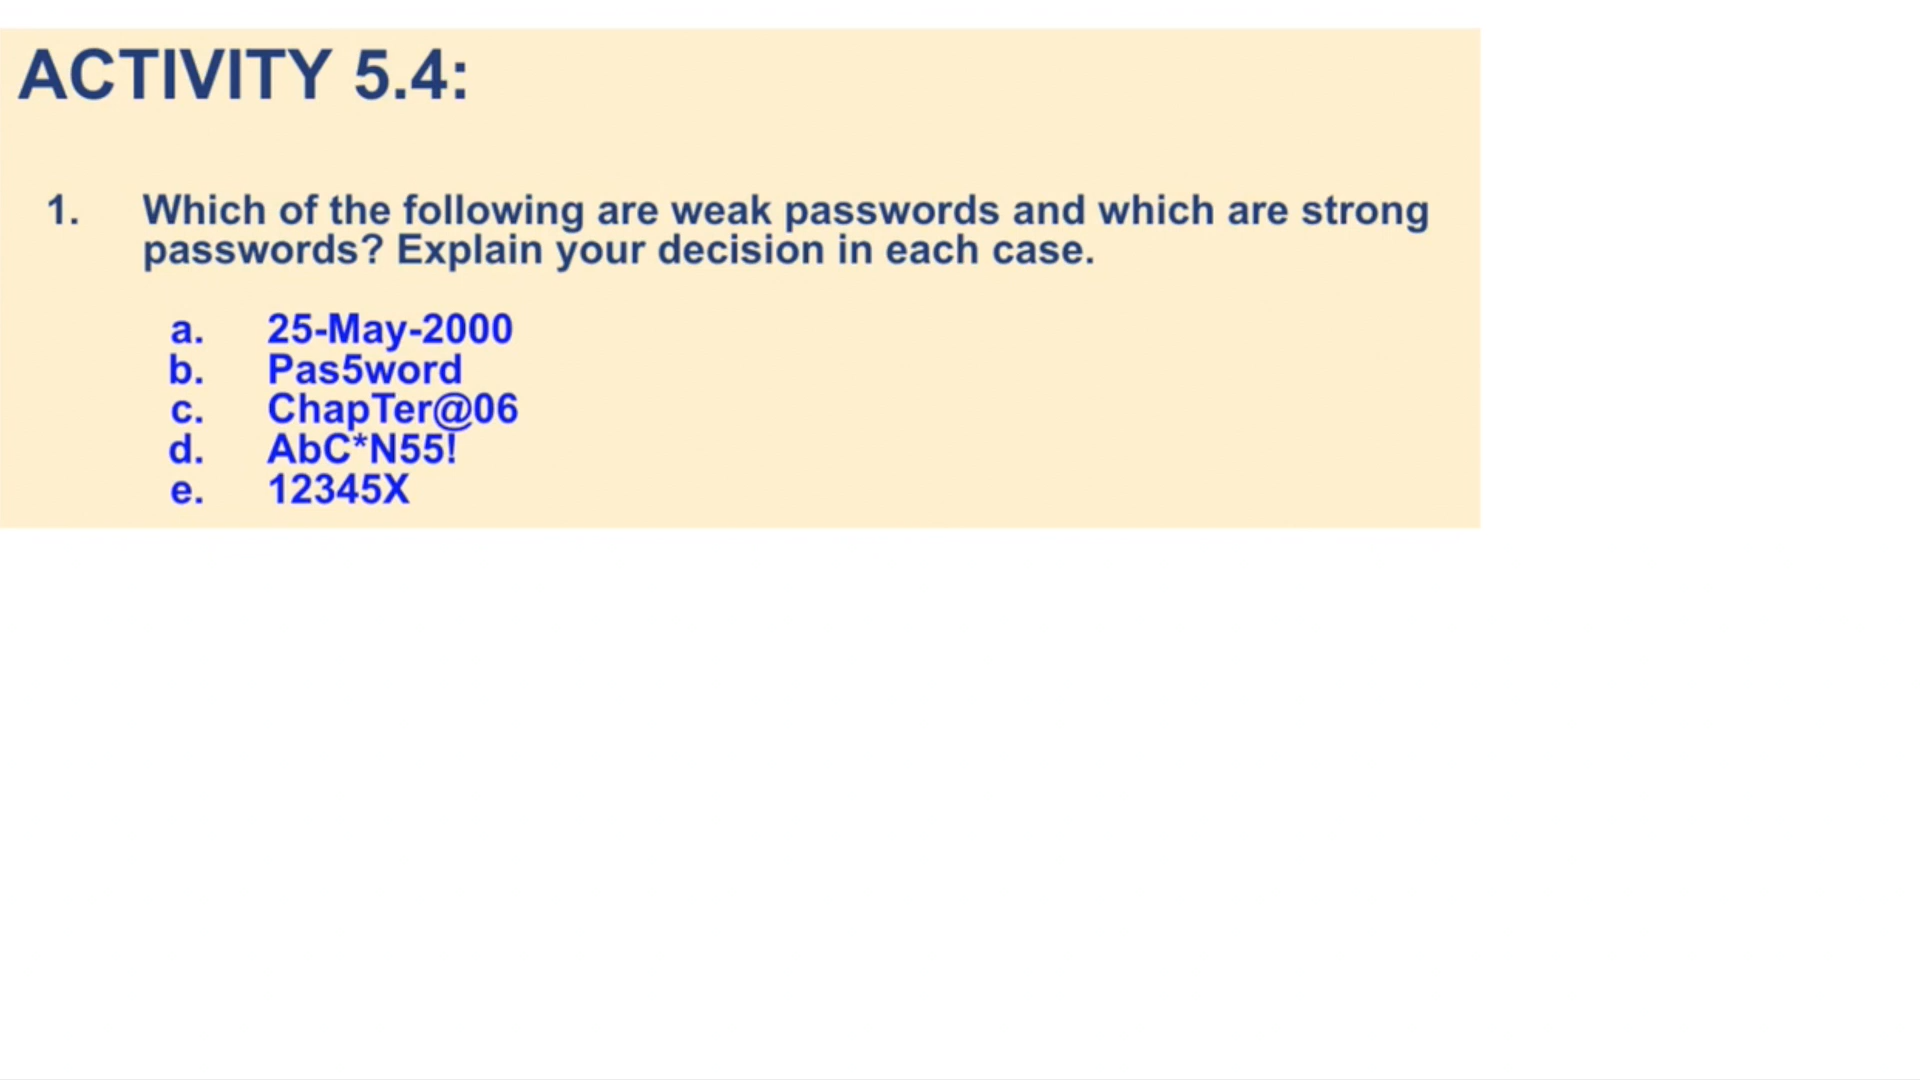 ACTIVITY 5.4:
1. Which of the following are weak passwords and which are strong
passwords? Explain your decision in each case.
a. 25-May-2000
b. Pas5word
c. ChapTer@06
d. AbC*N55!
e. 12345X